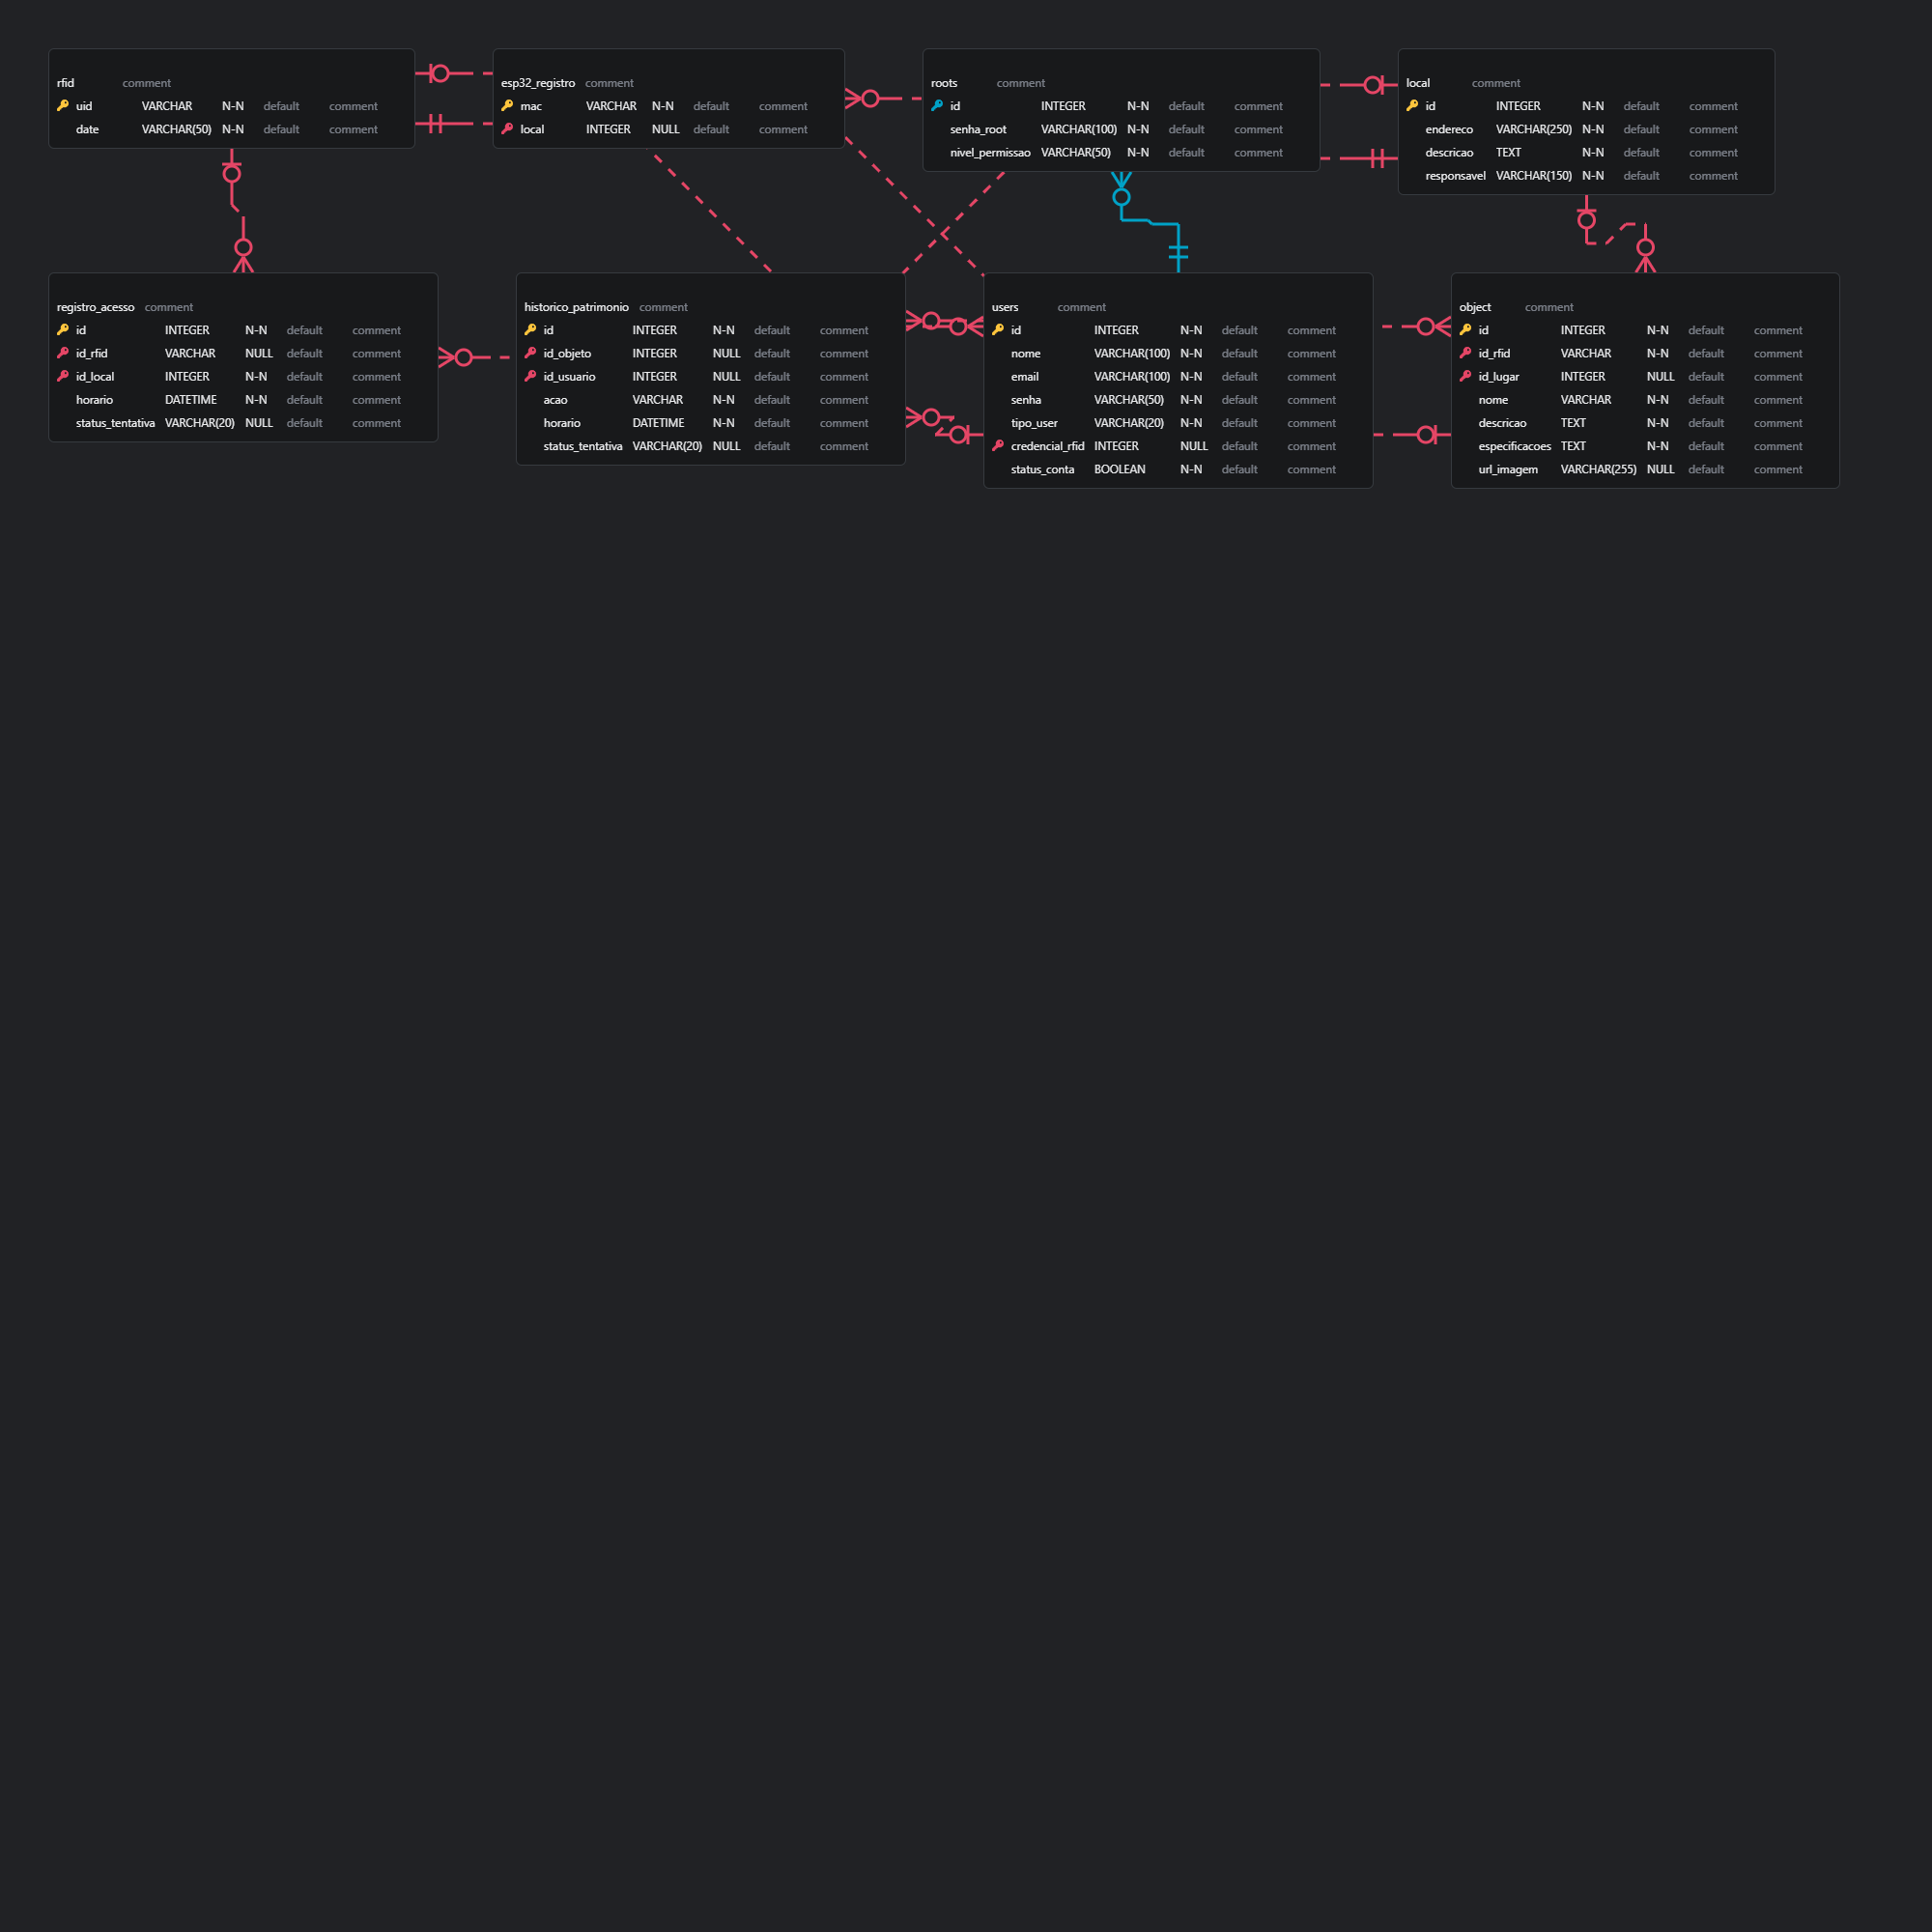 rfid comment
uid VARCHAR N-N default comment
date VARCHAR(50) N-N default comment
esp32_registro comment
mac VARCHAR N-N default comment
local INTEGER NULL default comment
roots comment
id INTEGER N-N default comment
senha_root VARCHAR(100) N-N default comment
nivel_permissao VARCHAR(50) N-N default comment
local comment
id INTEGER N-N default comment
endereco VARCHAR(250) N-N default comment
descricao TEXT N-N default comment
responsavel VARCHAR(150) N-N default comment
registro_acesso comment
id INTEGER N-N default comment
id_rfid VARCHAR NULL default comment
id_local INTEGER N-N default comment
horario DATETIME N-N default comment
status_tentativa VARCHAR(20) NULL default comment
historico_patrimonio comment
id INTEGER N-N default comment
id_objeto INTEGER NULL default comment
id_usuario INTEGER NULL default comment
acao VARCHAR N-N default comment
horario DATETIME N-N default comment
status_tentativa VARCHAR(20) NULL default comment
users comment
id INTEGER N-N default comment
nome VARCHAR(100) N-N default comment
email VARCHAR(100) N-N default comment
senha VARCHAR(50) N-N default comment
tipo_user VARCHAR(20) N-N default comment
credencial_rfid INTEGER NULL default comment
status_conta BOOLEAN N-N default comment
object comment
id INTEGER N-N default comment
id_rfid VARCHAR N-N default comment
id_lugar INTEGER NULL default comment
nome VARCHAR N-N default comment
descricao TEXT N-N default comment
especificacoes TEXT N-N default comment
url_imagem VARCHAR(255) NULL default comment